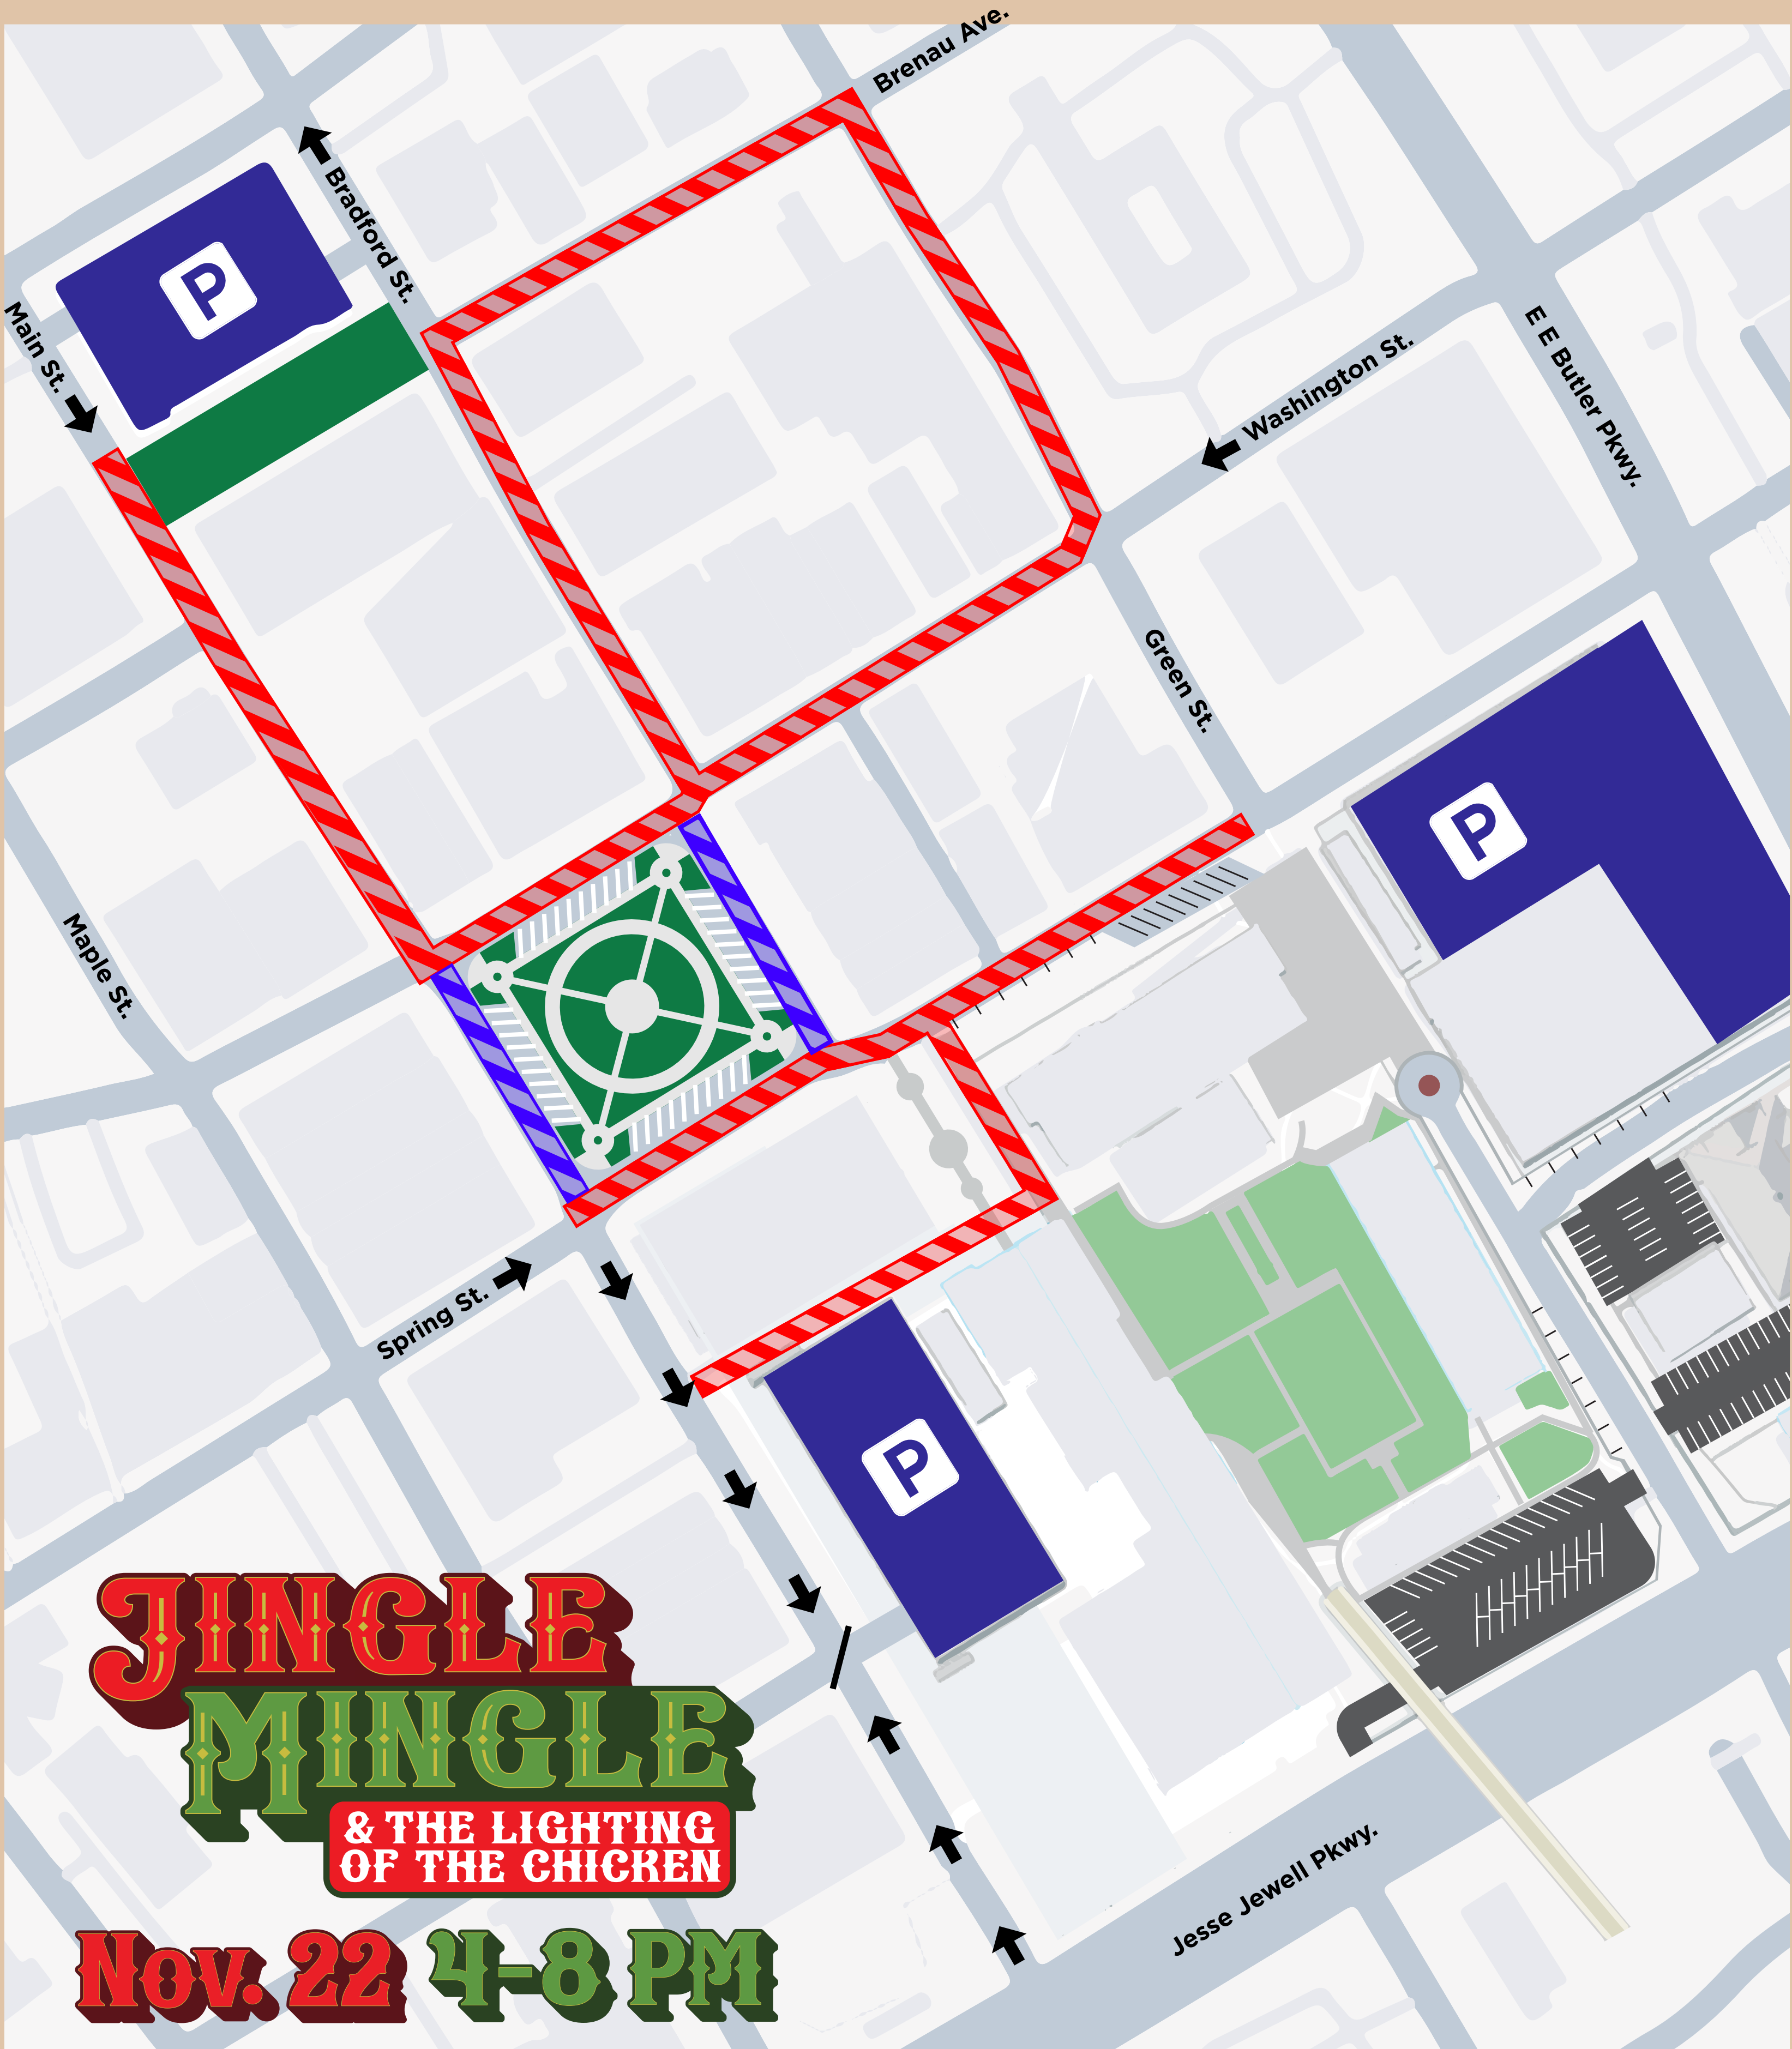 Brenau Ave.
Bradford St.
P
Main St.
Washington St.
E E Butler Pkwy.
Green St.
P
Maple St.
Spring St.
P
JINGLE
MINGLE
& THE LIGHTING
OF THE CHICKEN
Jesse Jewell Pkwy.
Nov. 22 4-8 PM